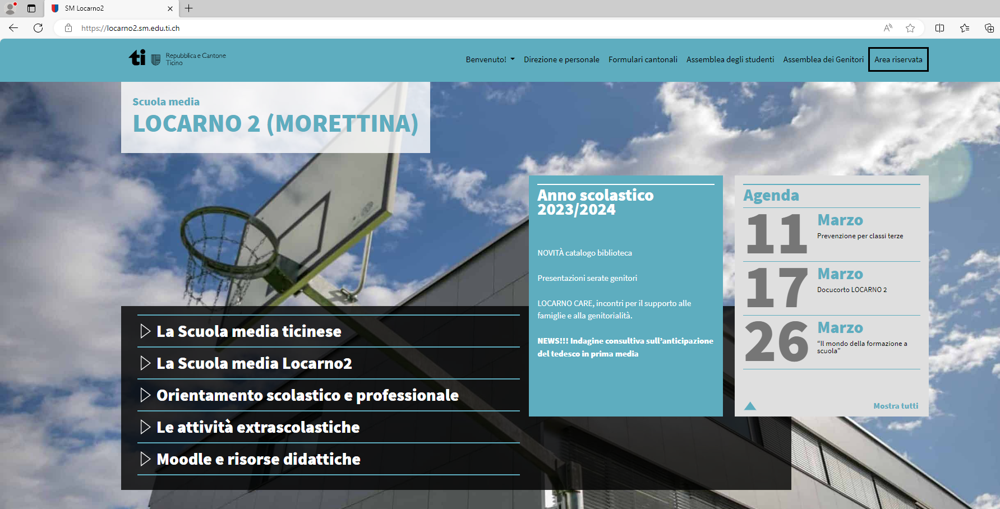 SM Locarno2
https://locarno2.sm.edu.ti.ch
ti
Repubblica e Cantone
Ticino
Benvenuto!
Direzione e personale
Formulari cantonali
Assemblea degli studenti
Assemblea dei Genitori
Area riservata
Scuola media
LOCARNO 2 (MORETTINA)
Anno scolastico
2023/2024
NOVITÀ catalogo biblioteca
Presentazioni serate genitori
LOCARNO CARE, incontri per il supporto alle
famiglie e alla genitorialità.
NEWS!!! Indagine consultiva sull'anticipazione
del tedesco in prima media
Agenda
11 Marzo
Prevenzione per classi terze
17 Marzo
Docucorto LOCARNO 2
26 Marzo
“Il mondo della formazione a
scuola”
Mostra tutti
La Scuola media ticinese
La Scuola media Locarno2
Orientamento scolastico e professionale
Le attività extrascolastiche
Moodle e risorse didattiche